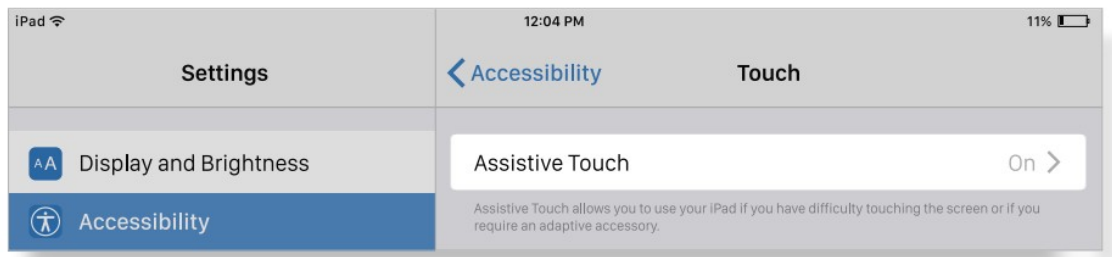 iPad 12:04 PM 11%
Settings
Accessibility Touch
AA Display and Brightness
Accessibility
Assistive Touch On
Assistive Touch allows you to use your iPad if you have difficulty touching the screen or if you
require an adaptive accessory.